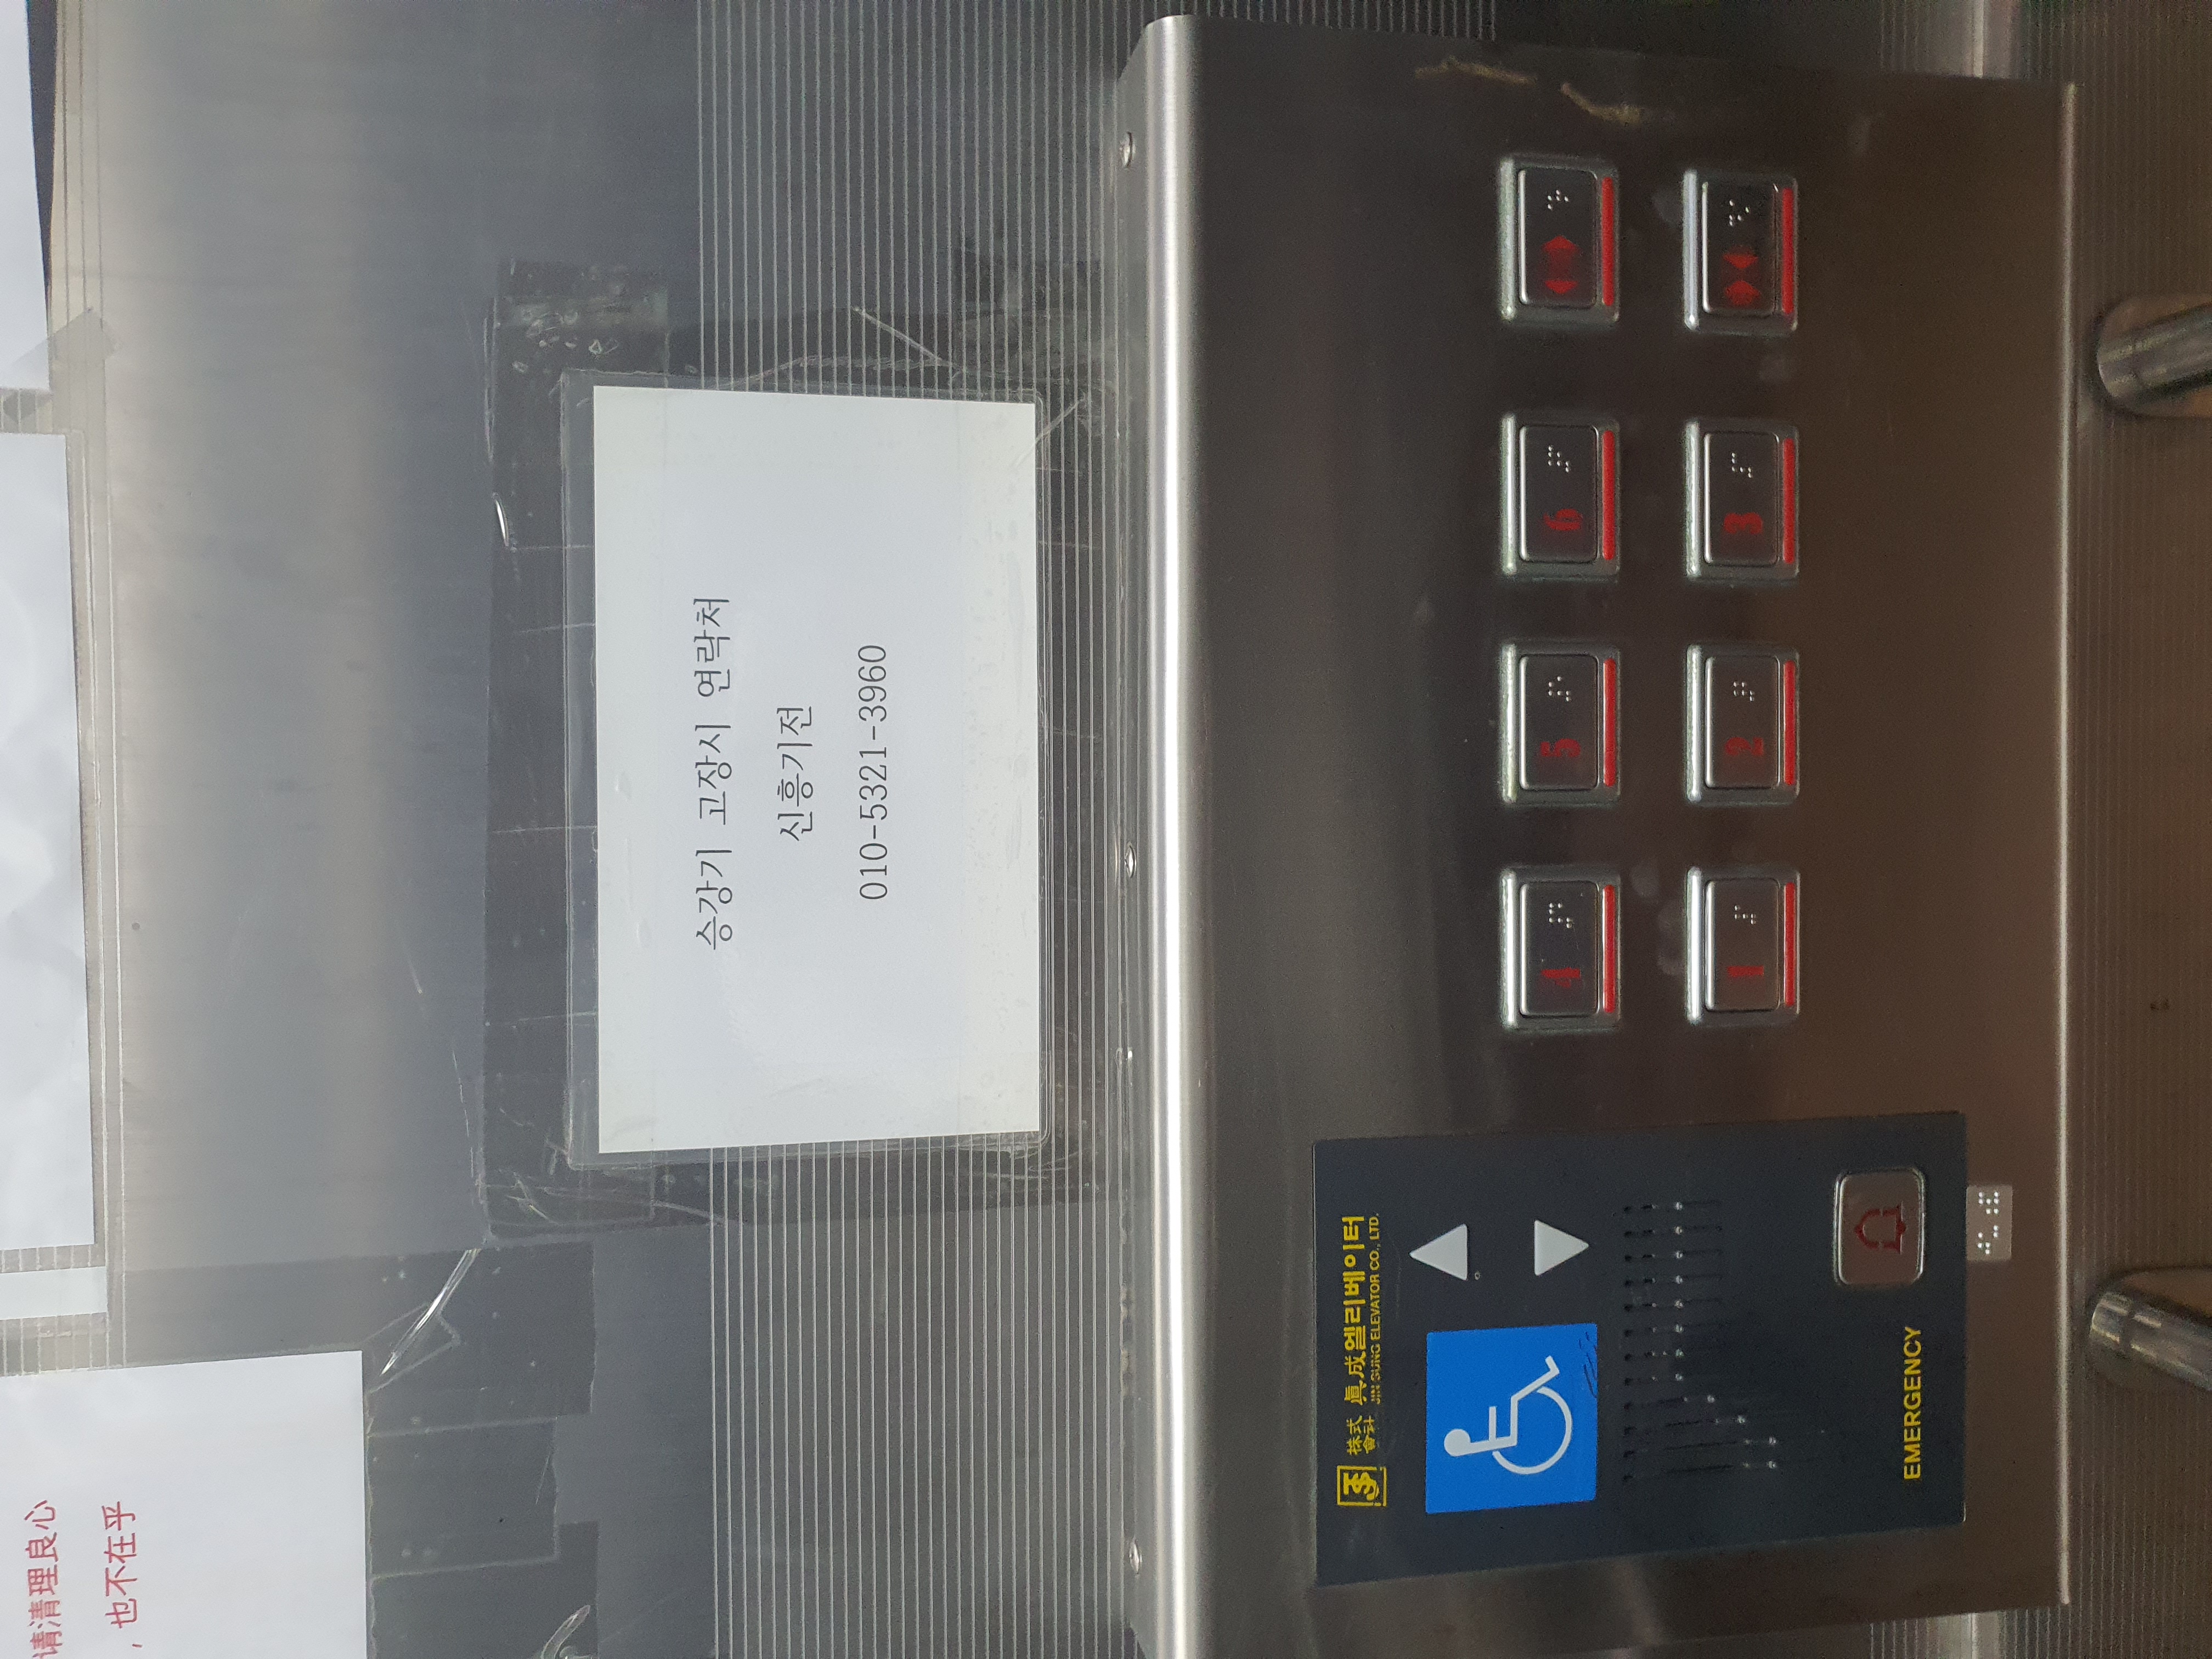 请清理良心
，也不在乎
승강기 고장시 연락처
신흥기전
010-5321-3960
株式會社 眞成엘리베이터
JIN SUNG ELEVATOR CO., LTD.
EMERGENCY
4 5 6
1 2 3